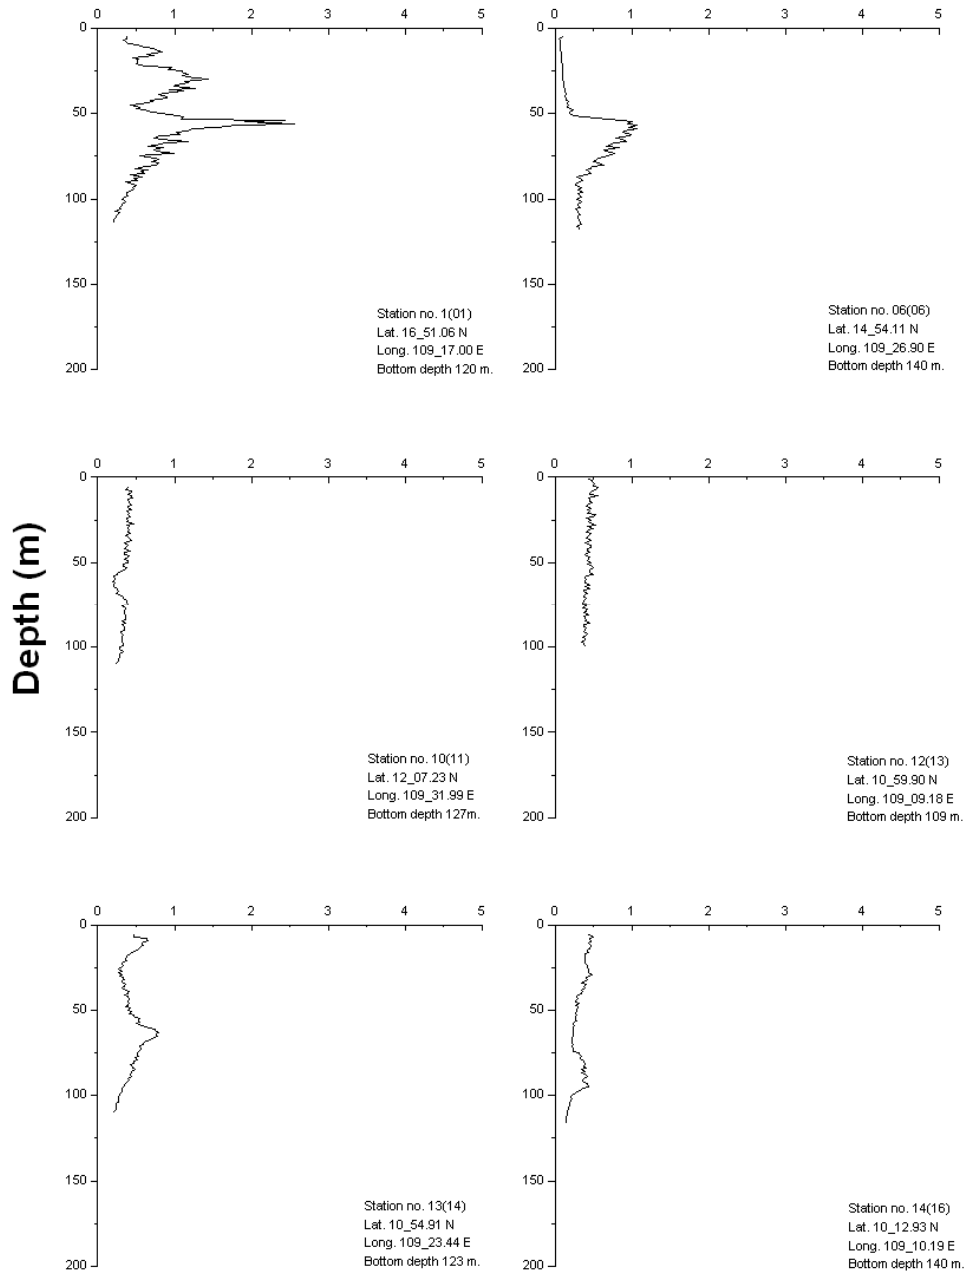 0 1 2 3 4 5
0
50
100
150
200
Station no. 1(01)
Lat. 16_51.06 N
Long. 109_17.00 E
Bottom depth 120 m.
0 1 2 3 4 5
0
50
100
150
200
Station no. 06(06)
Lat. 14_54.11 N
Long. 109_26.90 E
Bottom depth 140 m.
Depth (m)
0 1 2 3 4 5
0
50
100
150
200
Station no. 10(11)
Lat. 12_07.23 N
Long. 109_31.99 E
Bottom depth 127m.
0 1 2 3 4 5
0
50
100
150
200
Station no. 12(13)
Lat. 10_59.90 N
Long. 109_09.18 E
Bottom depth 109 m.
0 1 2 3 4 5
0
50
100
150
200
Station no. 13(14)
Lat. 10_54.91 N
Long. 109_23.44 E
Bottom depth 123 m.
0 1 2 3 4 5
0
50
100
150
200
Station no. 14(16)
Lat. 10_12.93 N
Long. 109_10.19 E
Bottom depth 140 m.